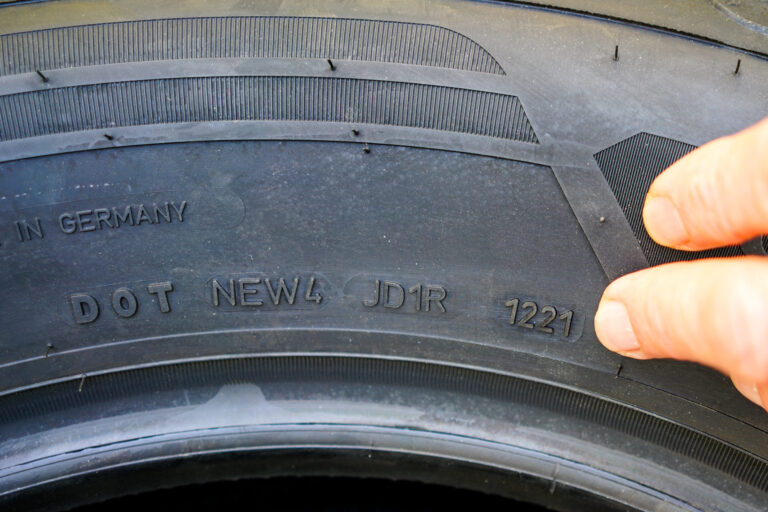 IN GERMANY
DOT NEW4 JD1R 1221